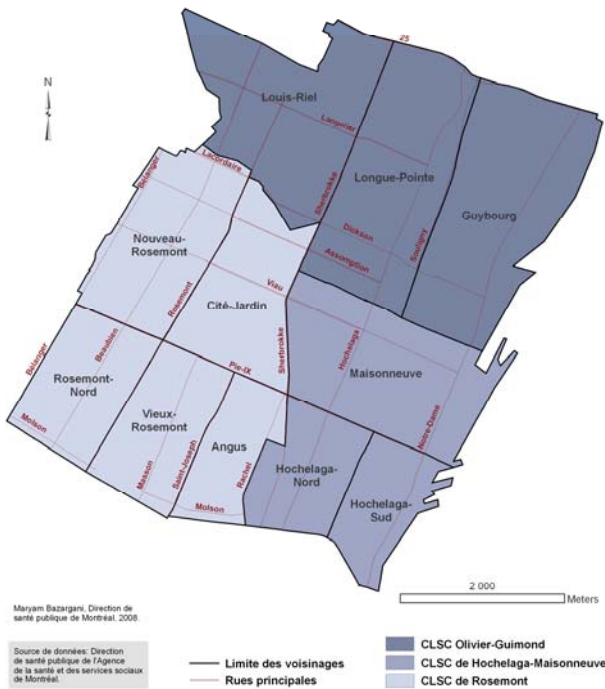 25
N
Louis-Riel
Langelier
Lacordaire
Bélanger
Sherbrokke
Longue-Pointe
Guybourg
Dickson
Souligny
Assomption
Nouveau-
Rosemont
Viau
Rosemont
Cité-Jardin
Sherbrokke
Hochelaga
Bélanger
Beaubien
Pie-IX
Maisonneuve
Rosemont-
Nord
Notre-Dame
Molson
Vieux-
Rosemont
Angus
Masson
Saint-Joseph
Rachel
Hochelaga-
Nord
Hochelaga-
Sud
Molson
2 000
Meters
Maryam Bazargani, Direction de
santé publique de Montréal, 2008.
Source de données: Direction
de santé publique de l'Agence
de la santé et des services sociaux
de Montréal.
Limite des voisinages
Rues principales
CLSC Olivier-Guimond
CLSC de Hochelaga-Maisonneuve
CLSC de Rosemont